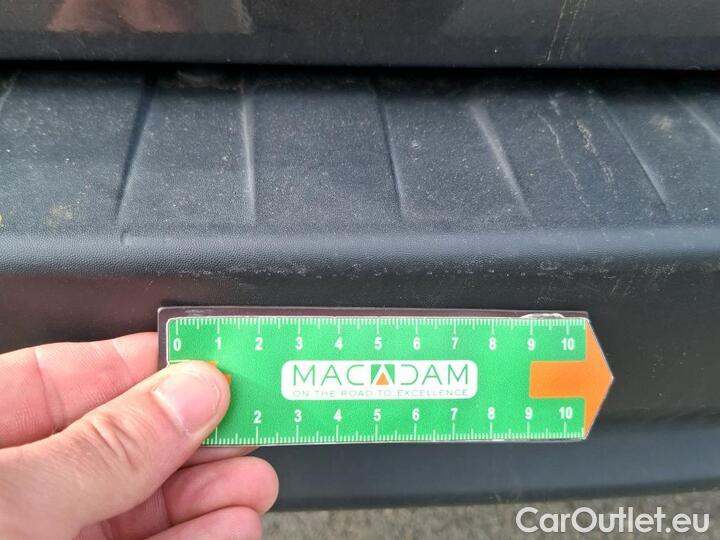 0 1 2 3 4 5 6 7 8 9 10
MACADAM
ON THE ROAD TO EXCELLENCE
2 3 4 5 6 7 8 9 10
CarOutlet.eu